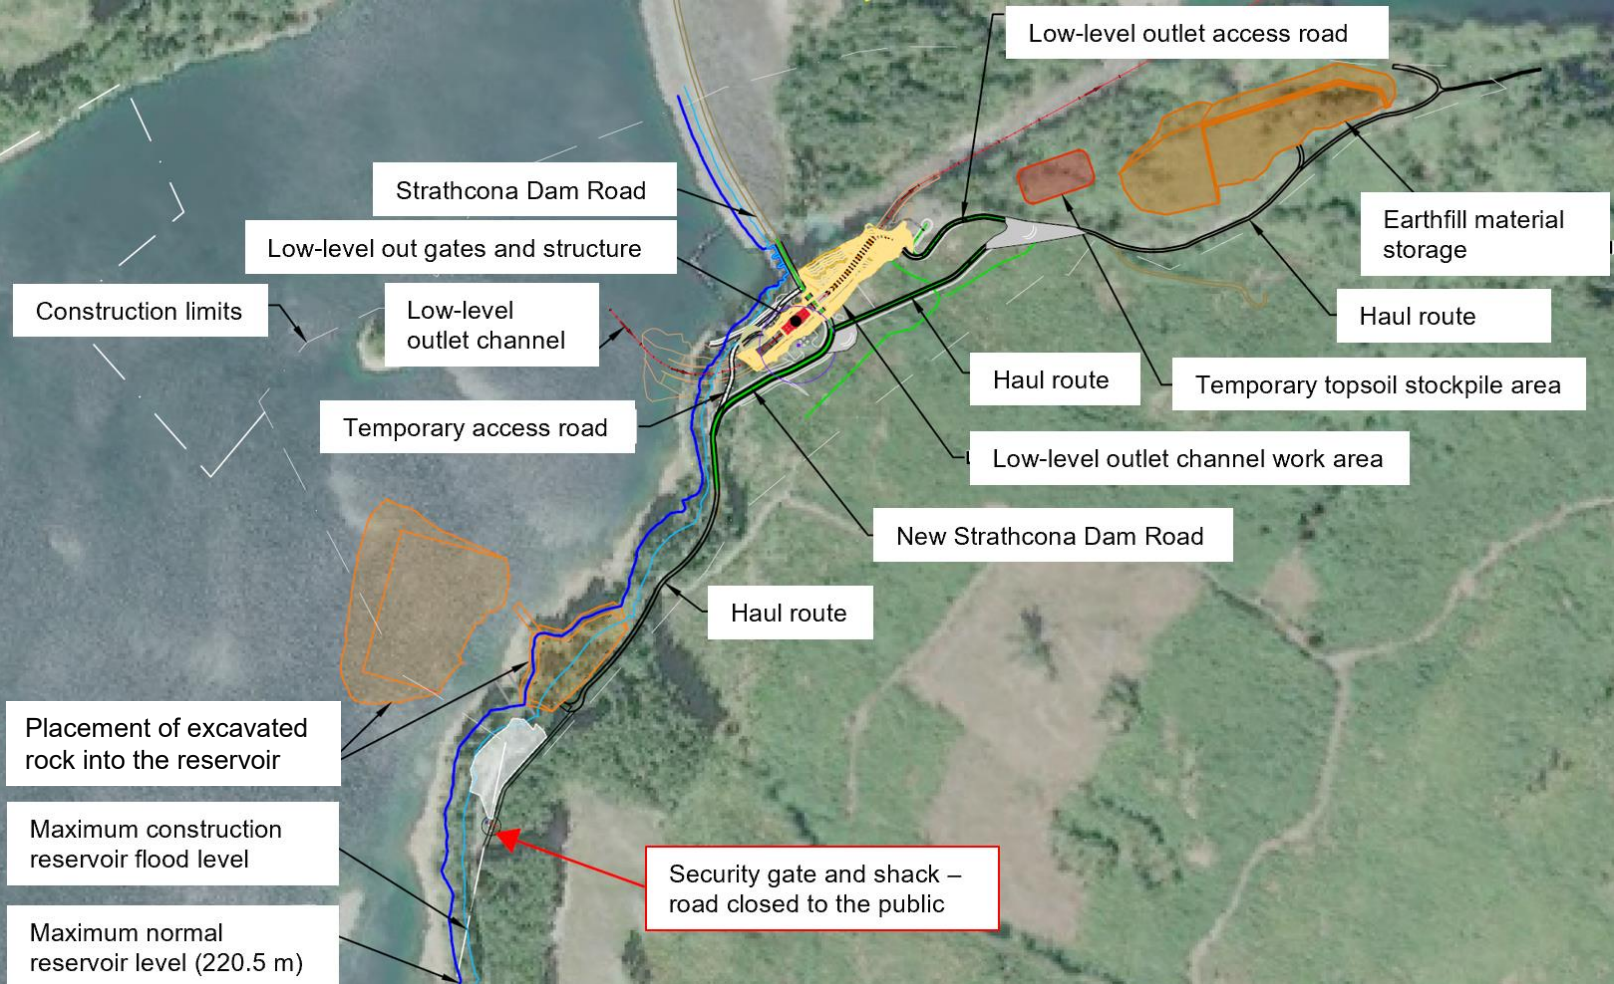 Low-level outlet access road
Strathcona Dam Road
Low-level out gates and structure
Earthfill material
storage
Construction limits
Low-level
outlet channel
Haul route
Haul route
Temporary topsoil stockpile area
Temporary access road
Low-level outlet channel work area
New Strathcona Dam Road
Haul route
Placement of excavated
rock into the reservoir
Maximum construction
reservoir flood level
Security gate and shack –
road closed to the public
Maximum normal
reservoir level (220.5 m)